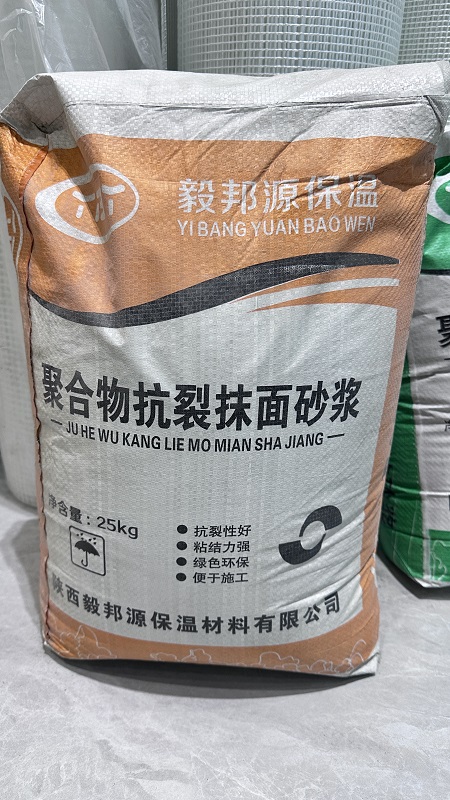 毅邦源保温
YI BANG YUAN BAO WEN
聚合物抗裂抹面砂浆
JU HE WU KANG LIE MO MIAN SHA JIANG
净含量：25kg
抗裂性好
粘结力强
绿色环保
便于施工
陕西毅邦源保温材料有限公司
聚